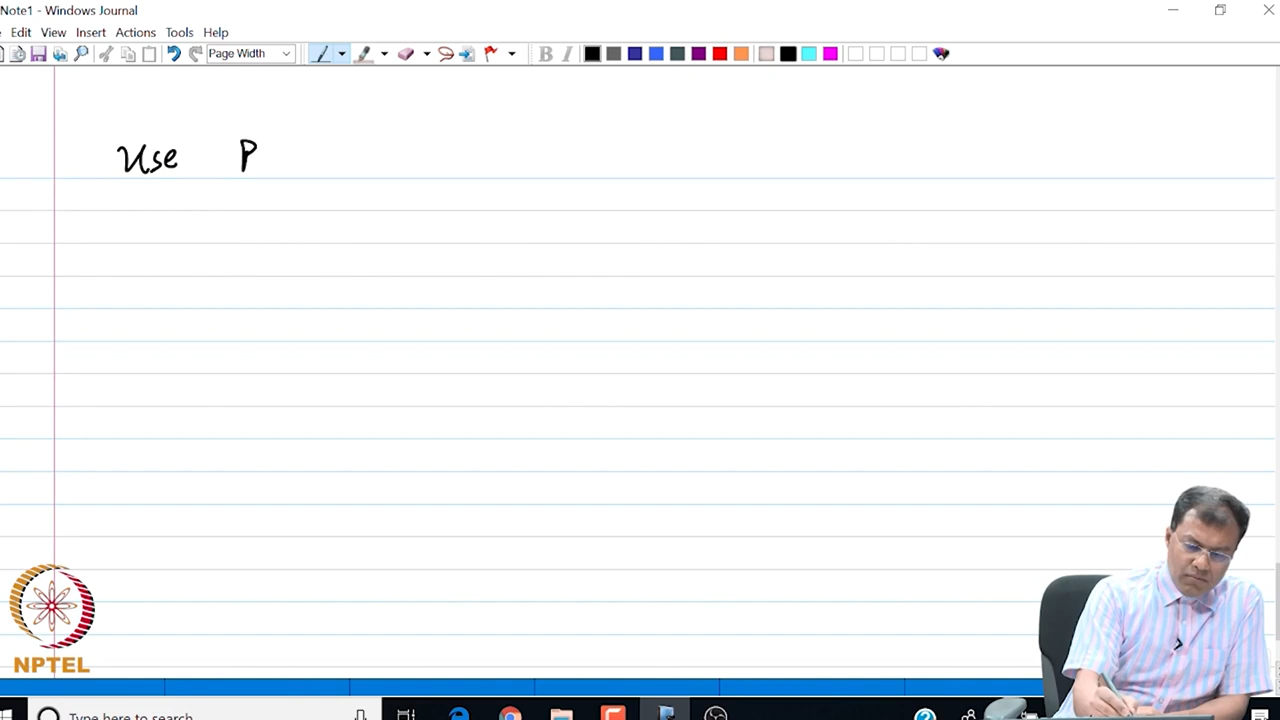 Note1 - Windows Journal
Edit View Insert Actions Tools Help
Page Width
B I
Use P
NPTEL
Type here to search